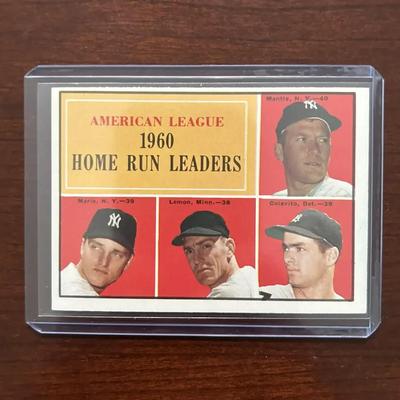 AMERICAN LEAGUE
1960
HOME RUN LEADERS
Mantle, N. Y.—40
Maris, N. Y.—39
Lemon, Minn.—38
Colavito, Det.—35